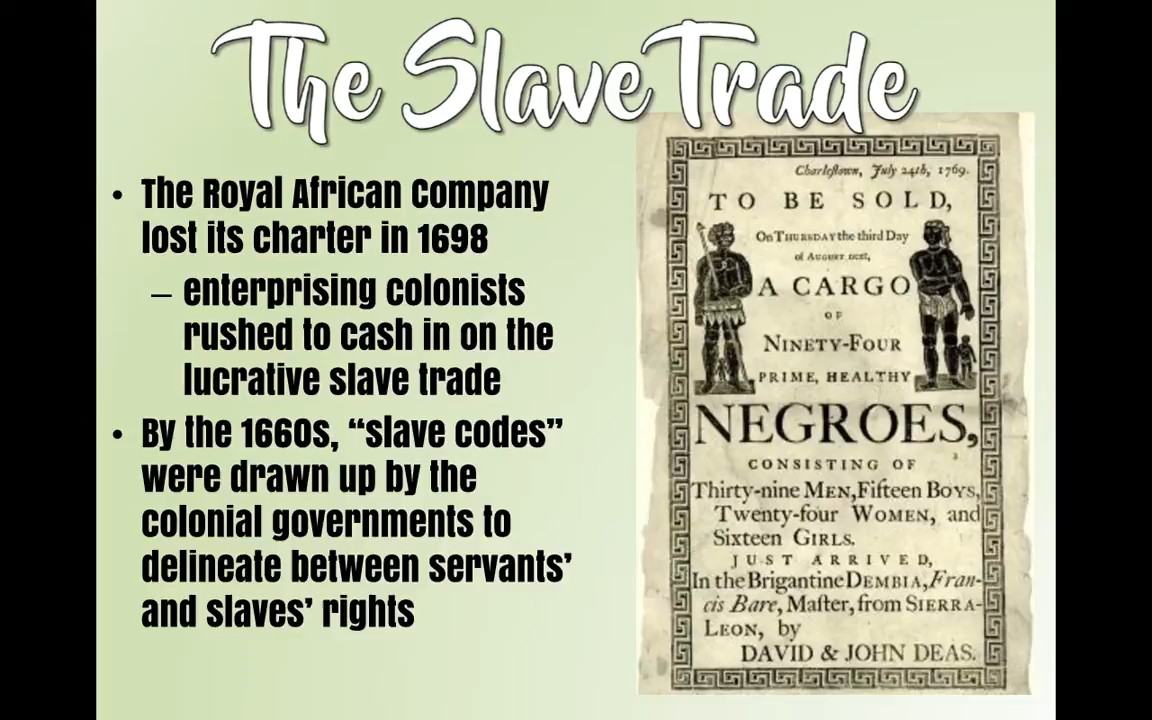 The Slave Trade
• The Royal African Company
lost its charter in 1698
– enterprising colonists
rushed to cash in on the
lucrative slave trade
• By the 1660s, “slave codes”
were drawn up by the
colonial governments to
delineate between servants’
and slaves’ rights
Charlestown, July 24th, 1769.
TO BE SOLD,
On THURSDAY the third Day
of AUGUST next,
A CARGO
OF
NINETY-FOUR
PRIME, HEALTHY
NEGROES,
CONSISTING OF
Thirty-nine MEN, Fifteen BOYS,
Twenty-four WOMEN, and
Sixteen GIRLS.
JUST ARRIVED,
In the Brigantine DEMBIA, Fran-
cis Bare, Maſter, from SIERRA-
LEON, by
DAVID & JOHN DEAS.